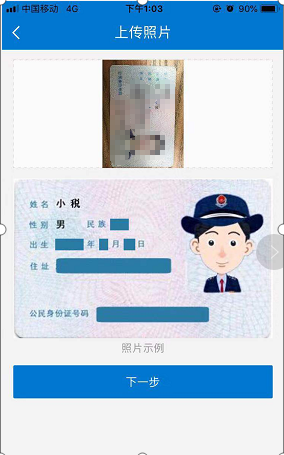 中国移动 4G 下午1:03 90%
上传照片
姓名 小税
性别 男 民族
出生 年 月 日
住址
公民身份号码
照片示例
下一步